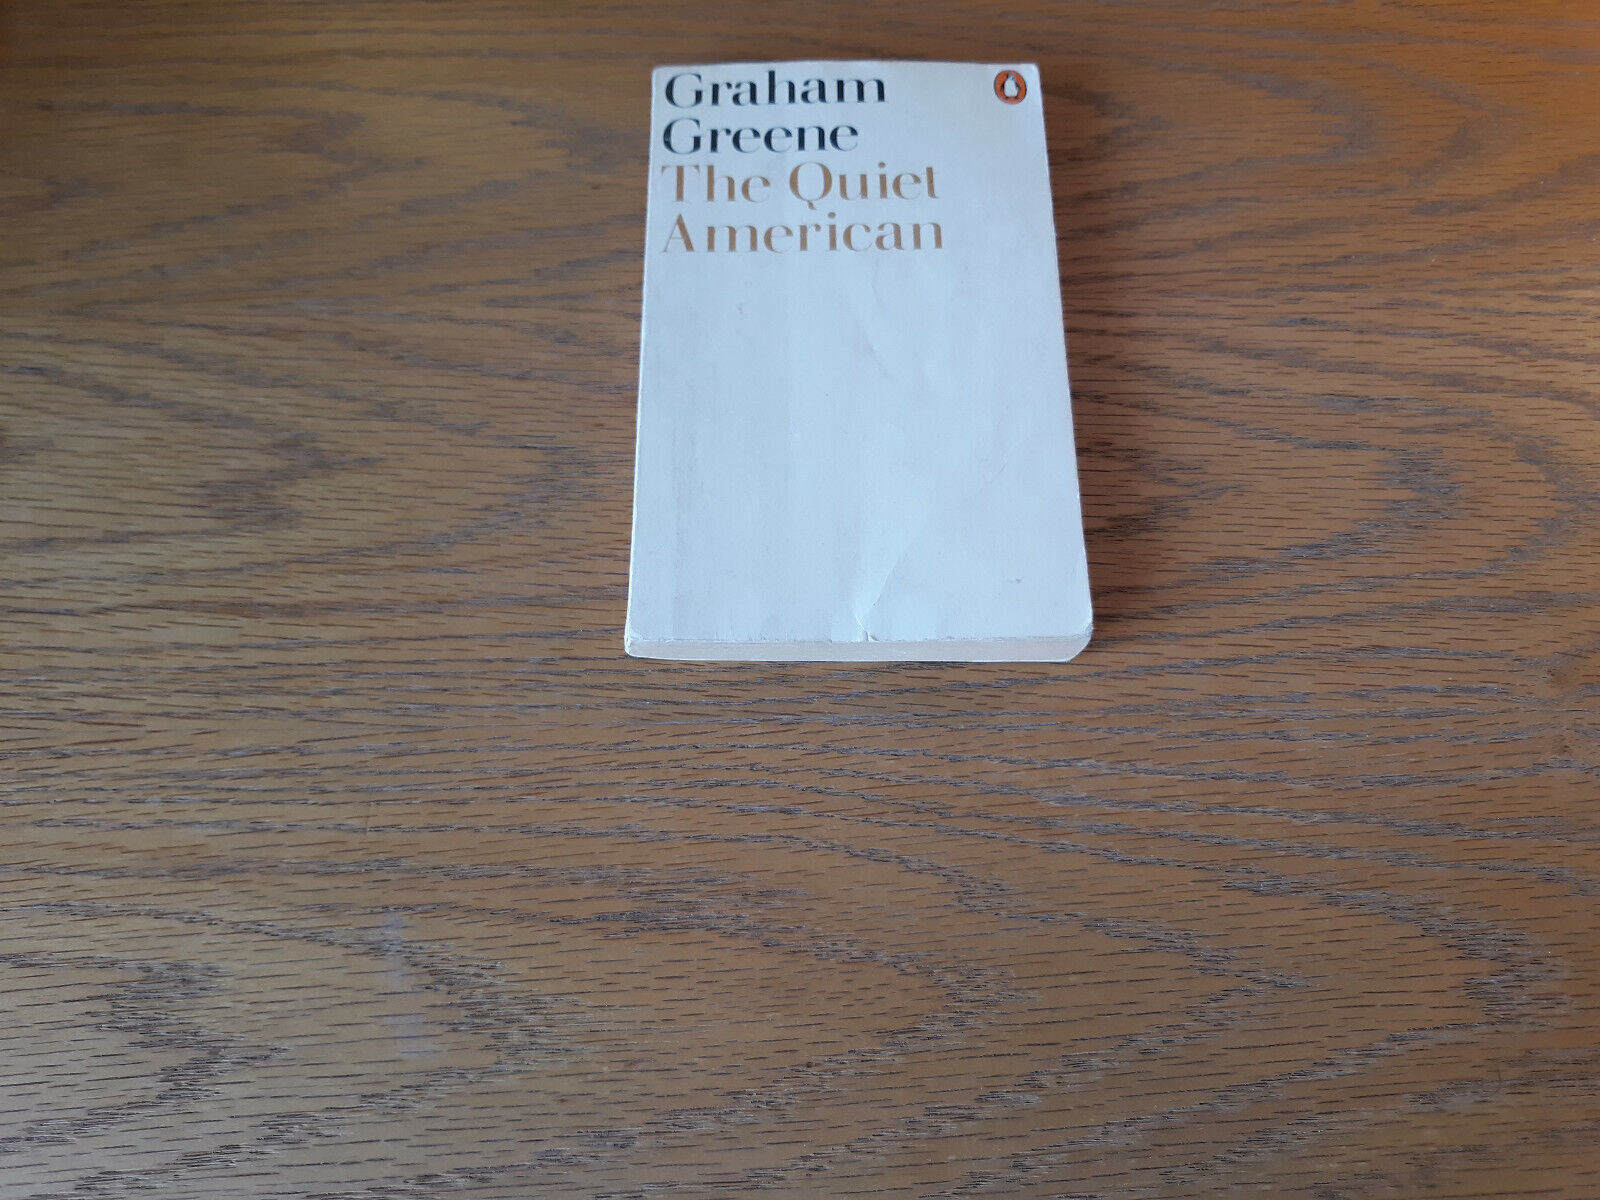 Graham
Greene
The Quiet
American